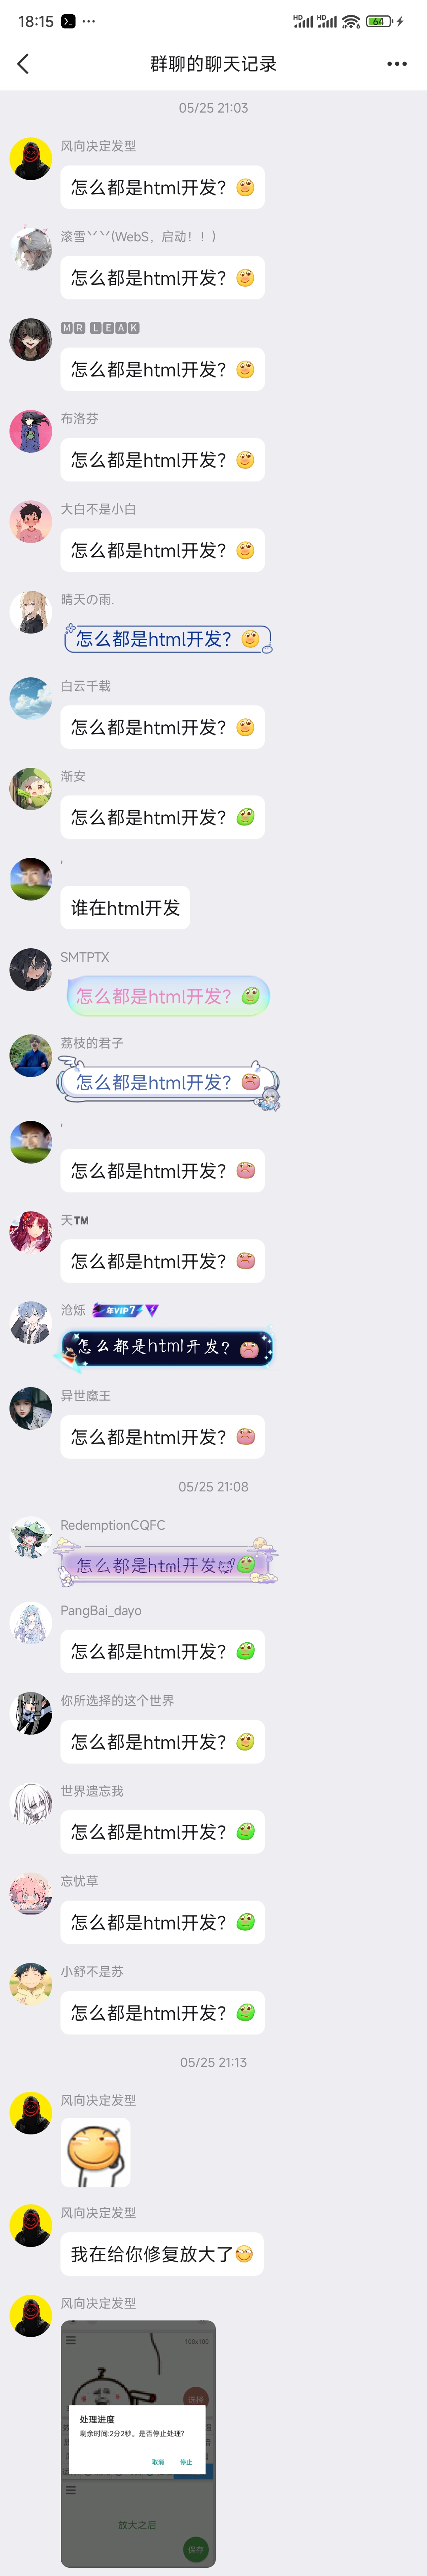 18:15
HD HD 64
群聊的聊天记录
05/25 21:03
风向决定发型
怎么都是html开发？
滚雪丷丷(WebS，启动！！)
怎么都是html开发？
MR LEAK
怎么都是html开发？
布洛芬
怎么都是html开发？
大白不是小白
怎么都是html开发？
晴天の雨.
怎么都是html开发？
白云千载
怎么都是html开发？
渐安
怎么都是html开发？
'
谁在html开发
SMTPTX
怎么都是html开发？
荔枝的君子
怎么都是html开发？
'
怎么都是html开发？
天™
怎么都是html开发？
沧烁 年VIP7
怎么都是html开发？
异世魔王
怎么都是html开发？
05/25 21:08
RedemptionCQFC
怎么都是html开发
PangBai_dayo
怎么都是html开发？
你所选择的这个世界
怎么都是html开发？
世界遗忘我
怎么都是html开发？
忘忧草
怎么都是html开发？
小舒不是苏
怎么都是html开发？
05/25 21:13
风向决定发型
风向决定发型
我在给你修复放大了
风向决定发型
100x100
处理进度
剩余时间:2分2秒。是否停止处理?
取消 停止
放大之后
保存